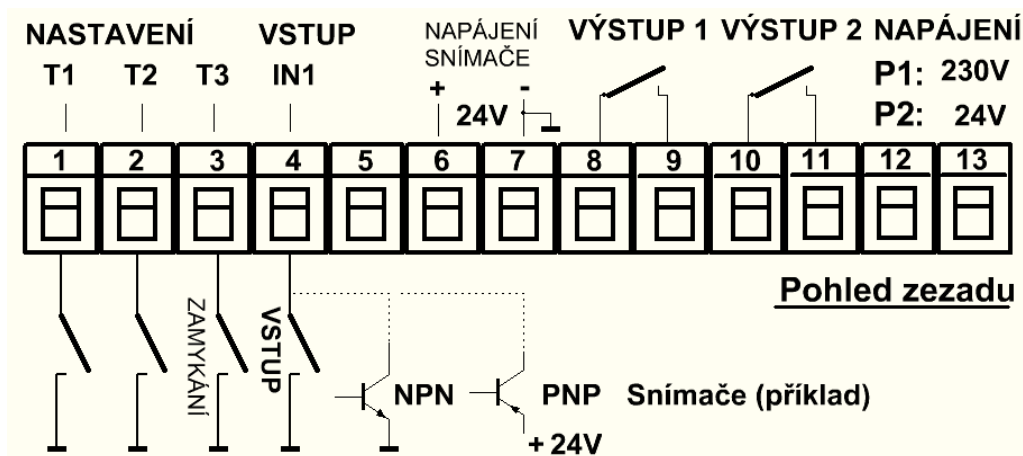 NASTAVENÍ VSTUP NAPÁJENÍ SNÍMAČE VÝSTUP 1 VÝSTUP 2 NAPÁJENÍ
T1 T2 T3 IN1 + 24V - P1: 230V
P2: 24V
1 2 3 4 5 6 7 8 9 10 11 12 13
Pohled zezadu
ZAMYKÁNÍ
VSTUP
NPN PNP Snímače (příklad)
+ 24V